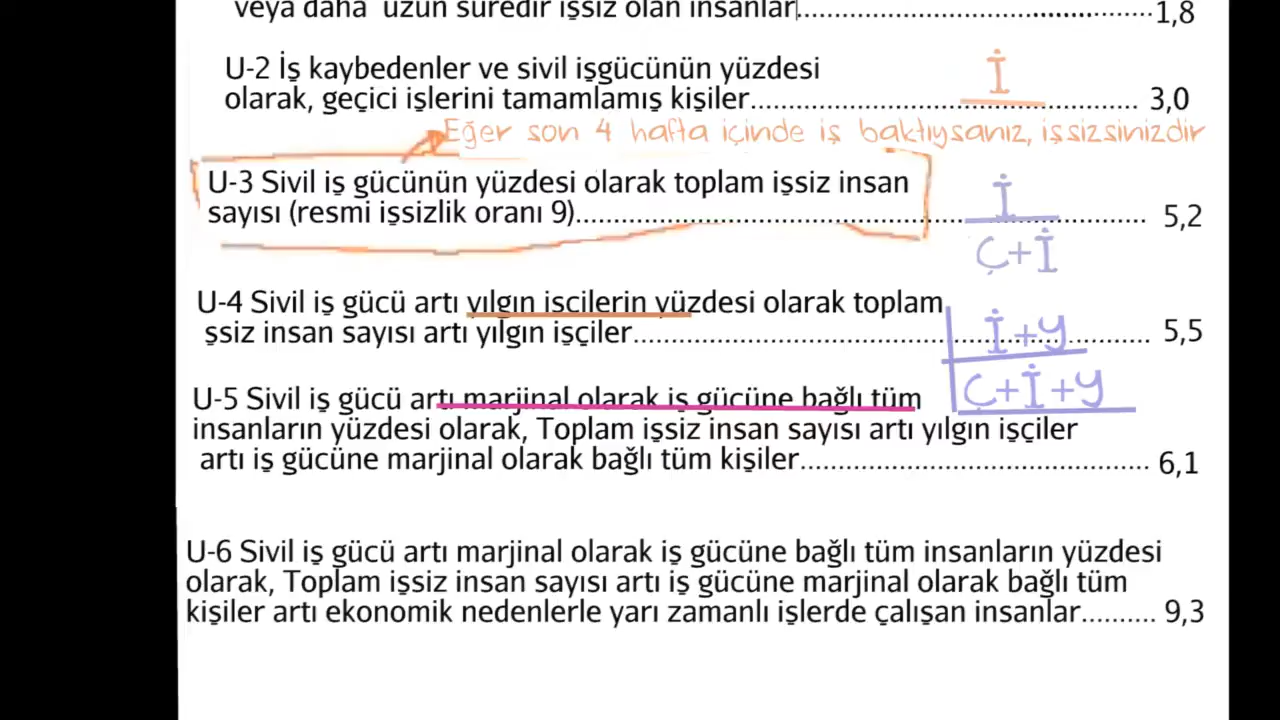 veya daha uzun süredir işsiz olan insanlar....................................................1,8
U-2 İş kaybedenler ve sivil işgücünün yüzdesi
olarak, geçici işlerini tamamlamış kişiler....................................................... 3,0
İ
Eğer son 4 hafta içinde iş baktıysanız, işsizsinizdir
U-3 Sivil iş gücünün yüzdesi olarak toplam işsiz insan
sayısı (resmi işsizlik oranı 9)................................................................................. 5,2
İ
Ç+İ
U-4 Sivil iş gücü artı yılgın işcilerin yüzdesi olarak toplam
şsiz insan sayısı artı yılgın işçiler......................................................................... 5,5
İ+Y
Ç+İ+Y
U-5 Sivil iş gücü artı marjinal olarak iş gücüne bağlı tüm
insanların yüzdesi olarak, Toplam işsiz insan sayısı artı yılgın işçiler
artı iş gücüne marjinal olarak bağlı tüm kişiler.................................................. 6,1
U-6 Sivil iş gücü artı marjinal olarak iş gücüne bağlı tüm insanların yüzdesi
olarak, Toplam işsiz insan sayısı artı iş gücüne marjinal olarak bağlı tüm
kişiler artı ekonomik nedenlerle yarı zamanlı işlerde çalışan insanlar.......... 9,3